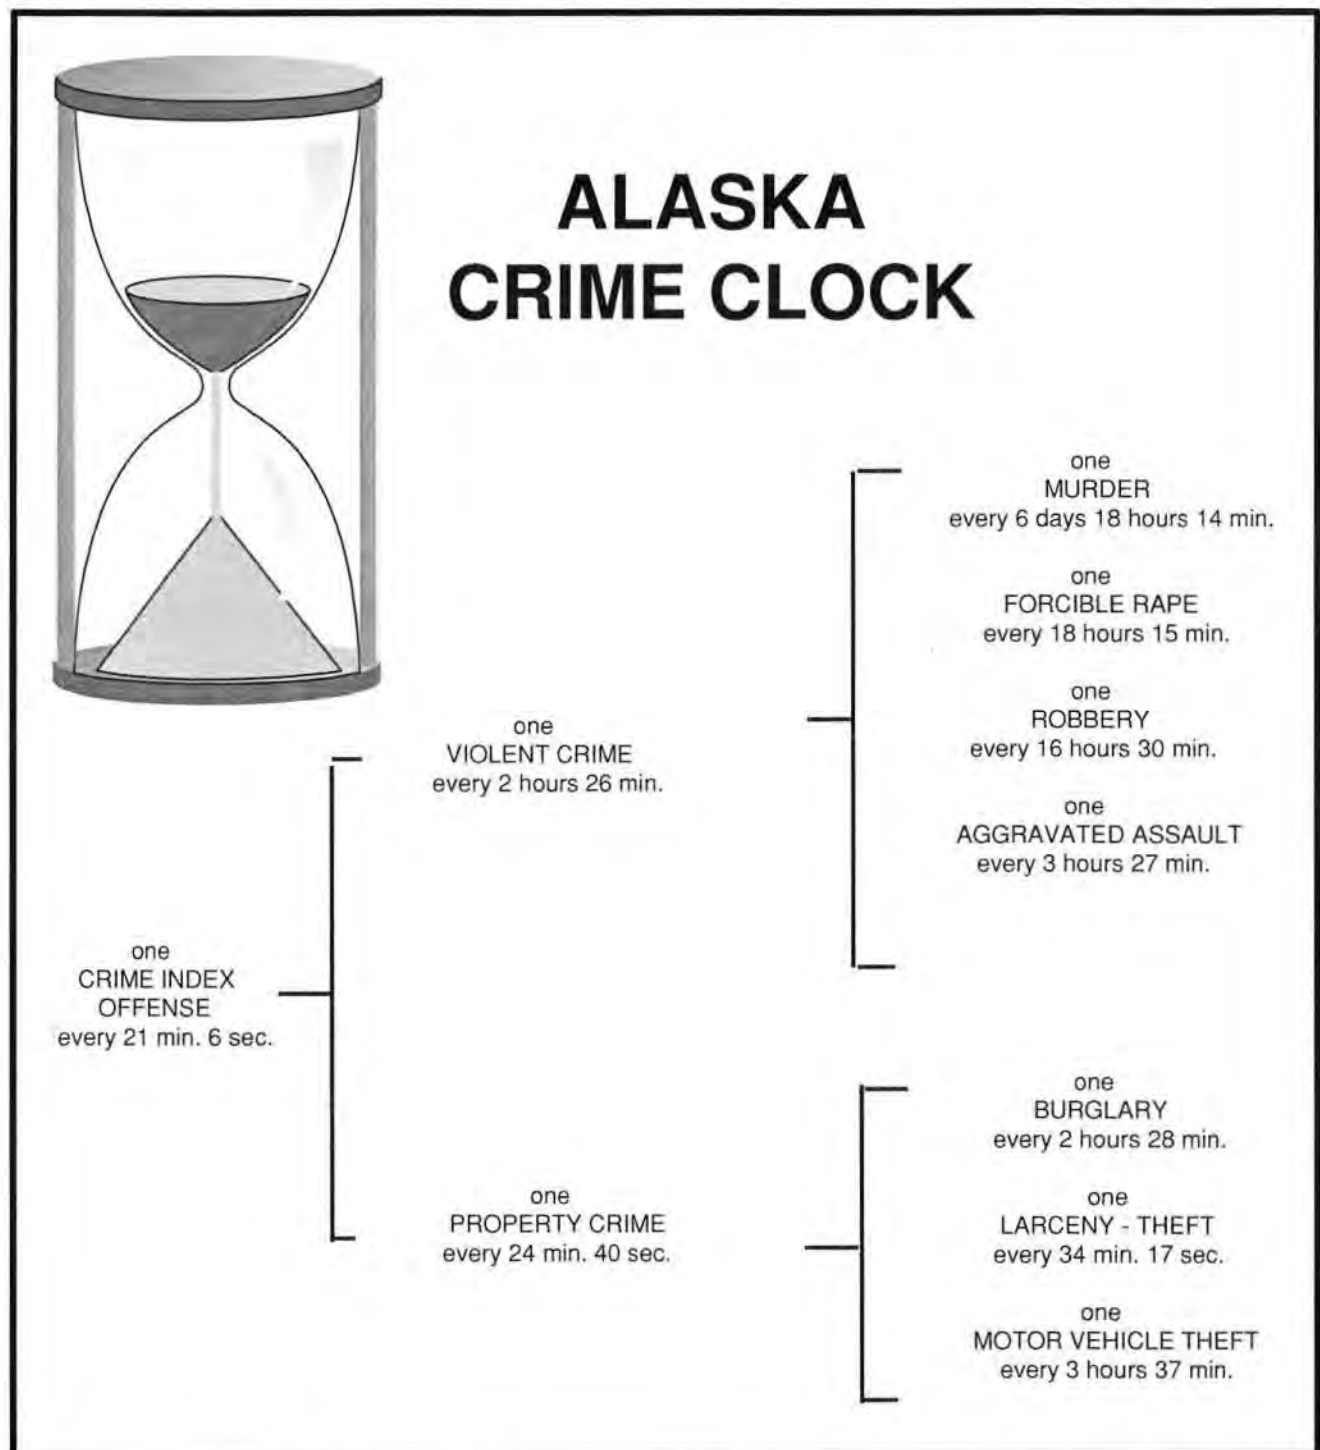 ALASKA
CRIME CLOCK
one
MURDER
every 6 days 18 hours 14 min.
one
FORCIBLE RAPE
every 18 hours 15 min.
one
ROBBERY
every 16 hours 30 min.
one
AGGRAVATED ASSAULT
every 3 hours 27 min.
one
VIOLENT CRIME
every 2 hours 26 min.
one
CRIME INDEX
OFFENSE
every 21 min. 6 sec.
one
PROPERTY CRIME
every 24 min. 40 sec.
one
BURGLARY
every 2 hours 28 min.
one
LARCENY - THEFT
every 34 min. 17 sec.
one
MOTOR VEHICLE THEFT
every 3 hours 37 min.